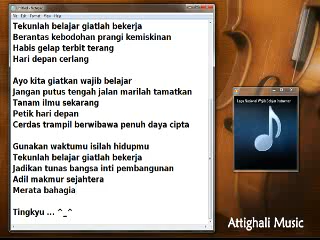 Tekunlah belajar giatlah bekerja
Berantas kebodohan prangi kemiskinan
Habis gelap terbit terang
Hari depan cerlang
Ayo kita giatkan wajib belajar
Jangan putus tengah jalan marilah tamatkan
Tanam ilmu sekarang
Petik hari depan
Cerdas trampil berwibawa penuh daya cipta
Gunakan waktumu isilah hidupmu
Tekunlah belajar giatlah bekerja
Jadikan tunas bangsa inti pembangunan
Adil makmur sejahtera
Merata bahagia
Tingkyu ... ^_^
Attighali Music